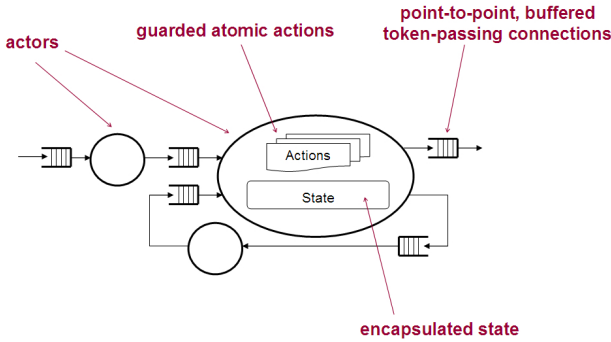 point-to-point, buffered
token-passing connections
guarded atomic actions
actors
Actions
State
encapsulated state